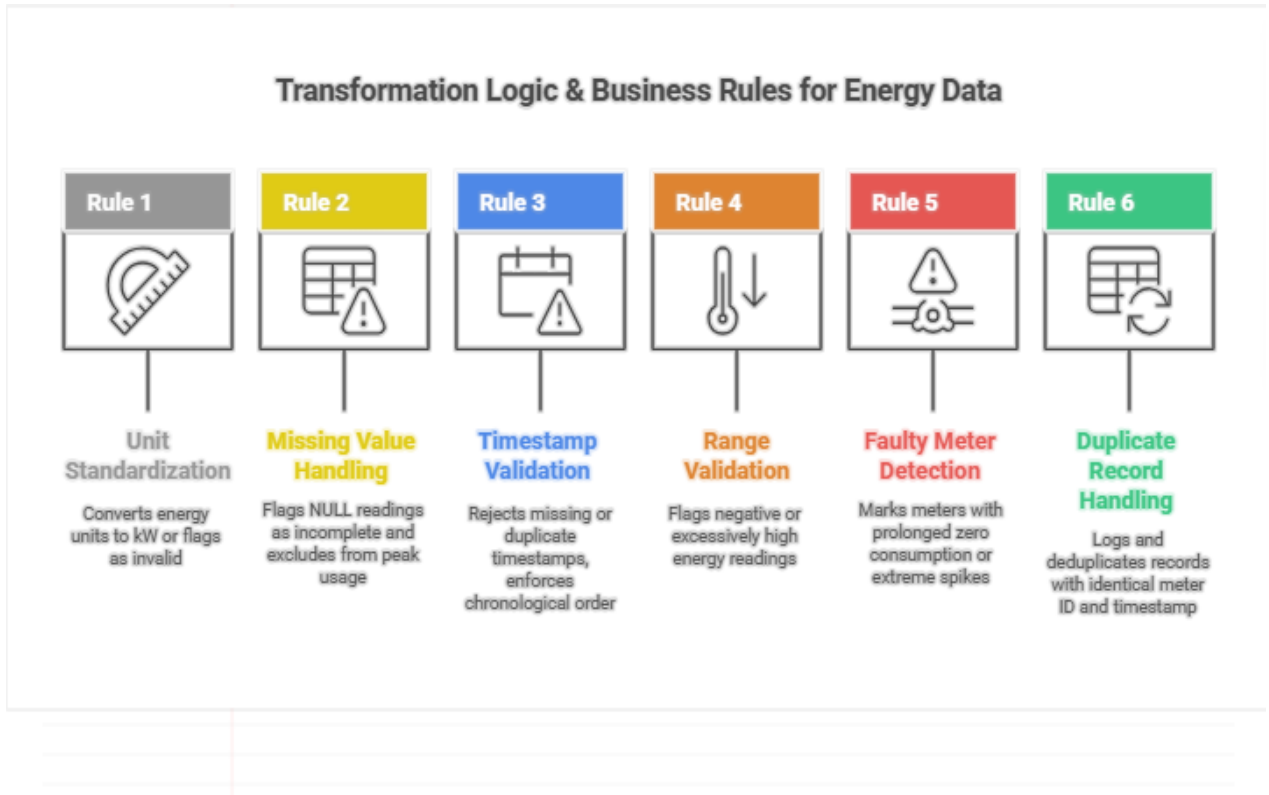 Transformation Logic & Business Rules for Energy Data
Rule 1
Rule 2
Rule 3
Rule 4
Rule 5
Rule 6
Unit
Standardization
Converts energy
units to kW or flags
as invalid
Missing Value
Handling
Flags NULL readings
as incomplete and
excludes from peak
usage
Timestamp
Validation
Rejects missing or
duplicate
timestamps,
enforces
chronological order
Range
Validation
Flags negative or
excessively high
energy readings
Faulty Meter
Detection
Marks meters with
prolonged zero
consumption or
extreme spikes
Duplicate
Record
Handling
Logs and
deduplicates records
with identical meter
ID and timestamp